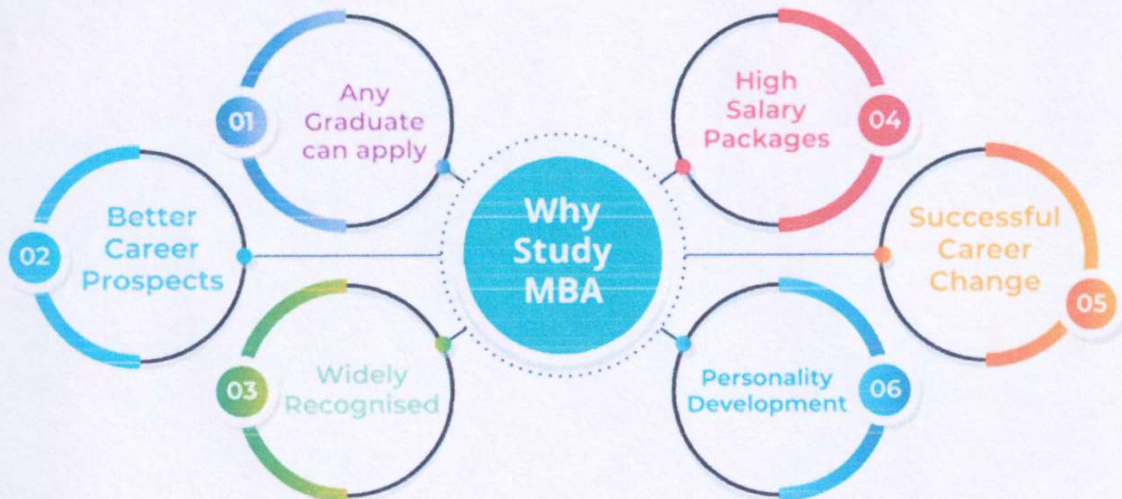 Why
Study
MBA
01
Any
Graduate
can apply
02
Better
Career
Prospects
03
Widely
Recognised
04
High
Salary
Packages
05
Successful
Career
Change
06
Personality
Development